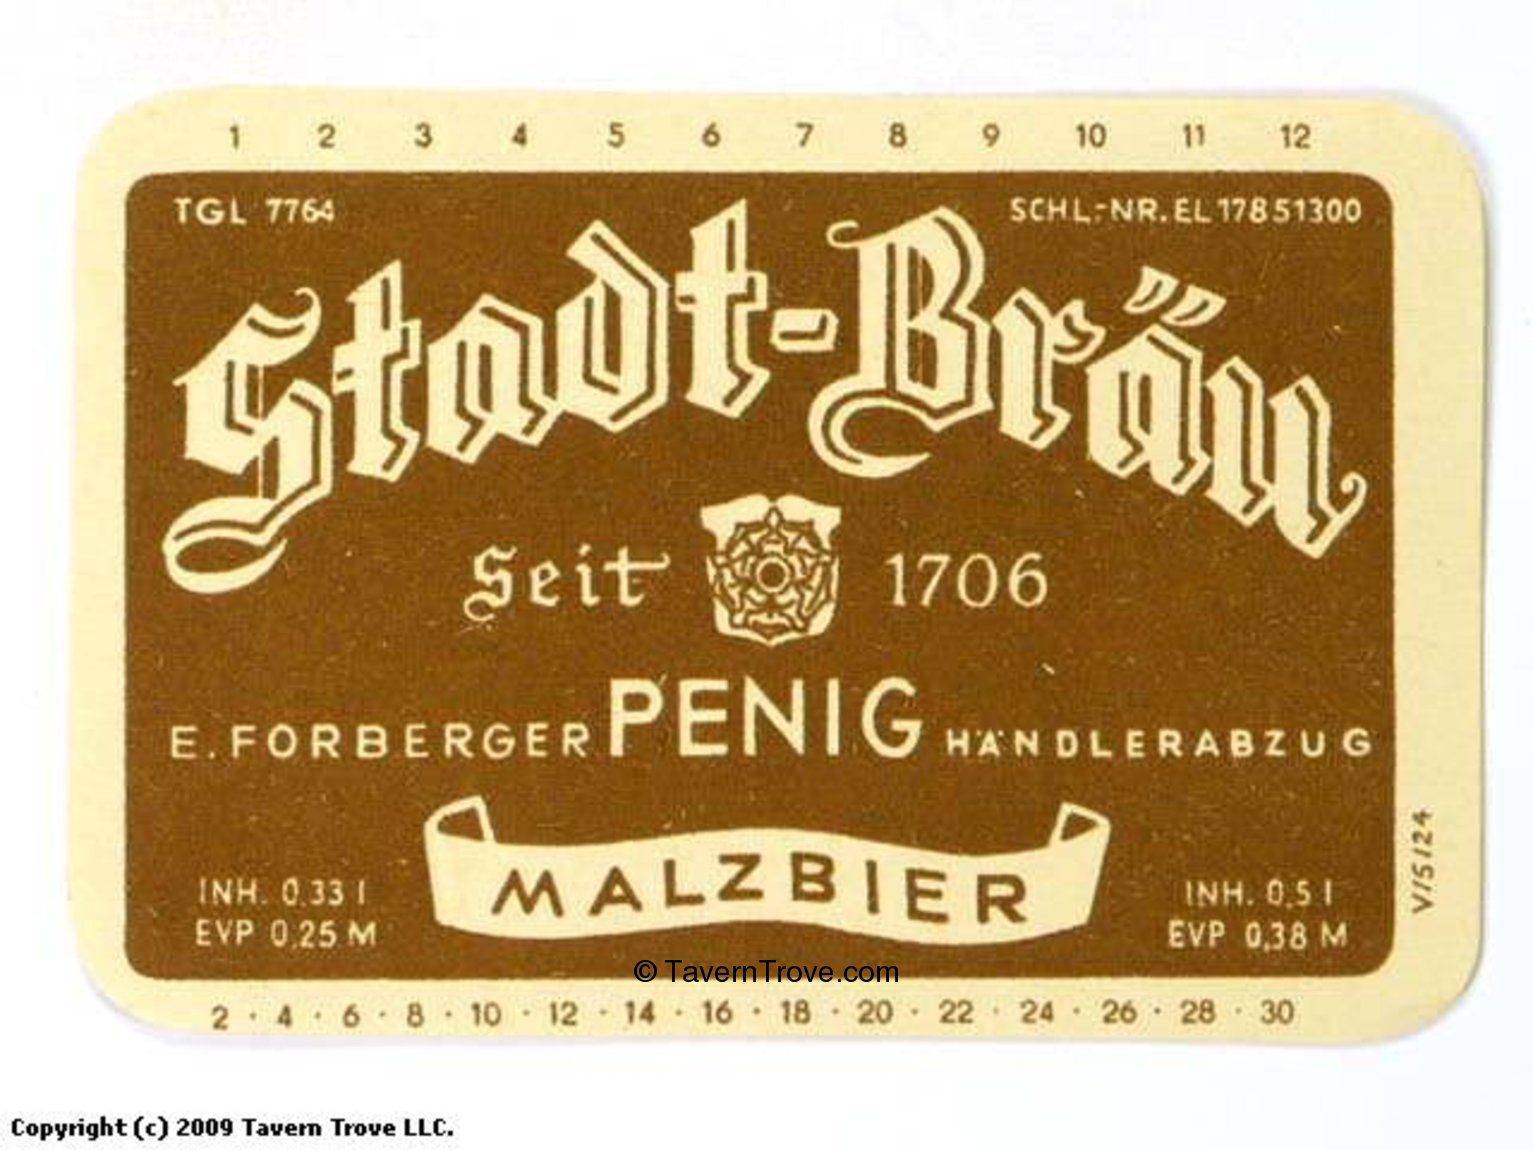 1 2 3 4 5 6 7 8 9 10 11 12
TGL 7764
SCHL.-NR. EL 17851300
Stadt-Bräu
Seit 1706
E. FORBERGER PENIG HÄNDLERABZUG
MALZBIER
INH. 0.33 l
EVP 0.25 M
INH. 0.5 l
EVP 0,38 M
V/5/24
© TavernTrove.com
2 · 4 · 6 · 8 · 10 · 12 · 14 · 16 · 18 · 20 · 22 · 24 · 26 · 28 · 30
Copyright (c) 2009 Tavern Trove LLC.